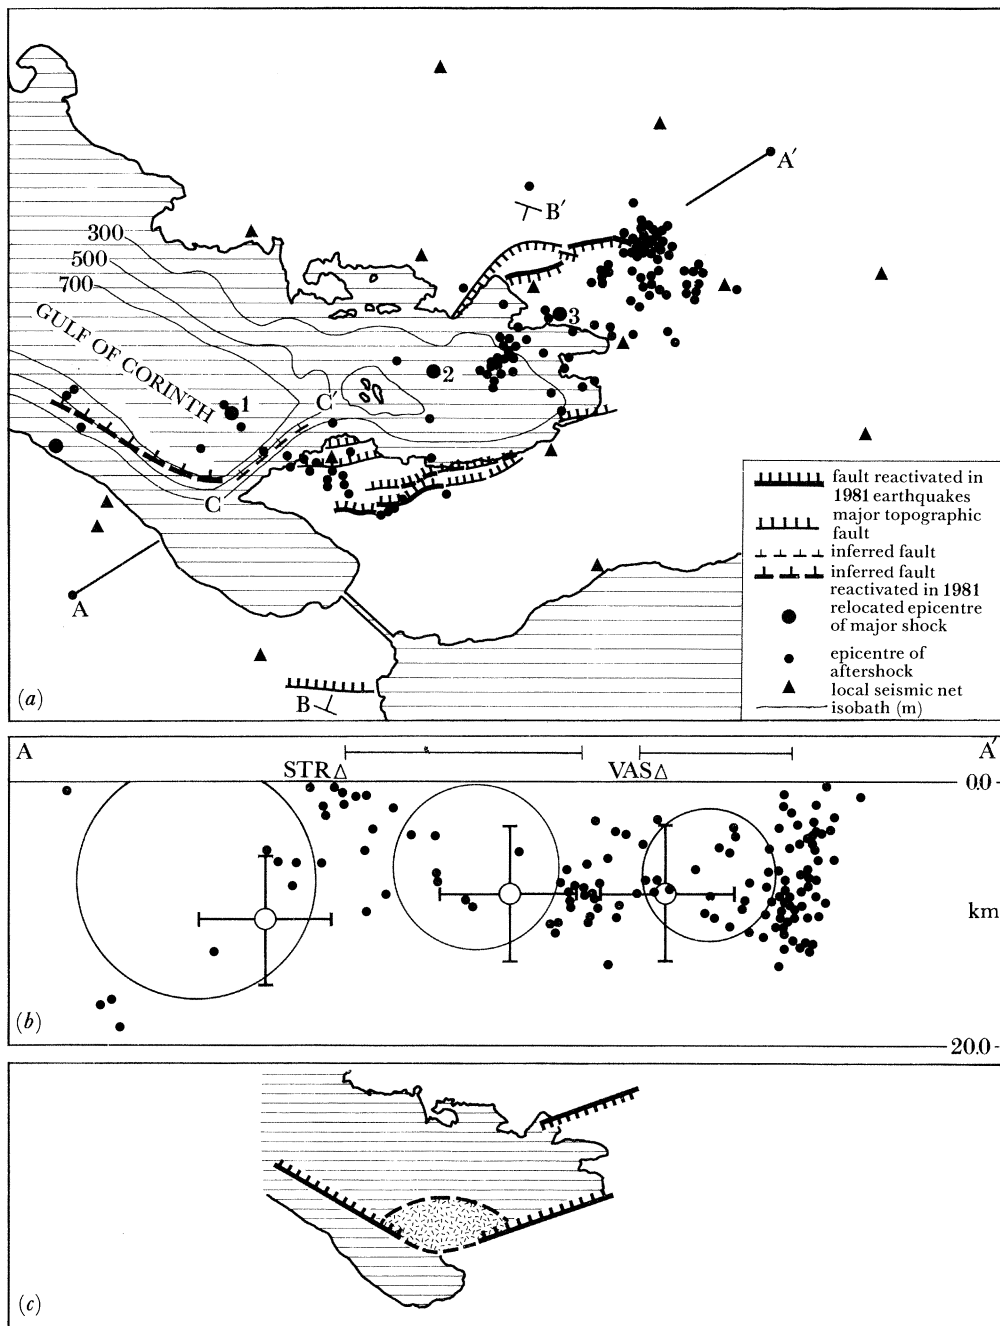 A′
B′
300
500
700
GULF OF CORINTH
3
2
1
C′
C
A
B
fault reactivated in
1981 earthquakes
major topographic
fault
inferred fault
inferred fault
reactivated in 1981
relocated epicentre
of major shock
epicentre of
aftershock
local seismic net
isobath (m)
(a)
A
A′
STR
VAS
0.0
km
(b)
20.0
(c)